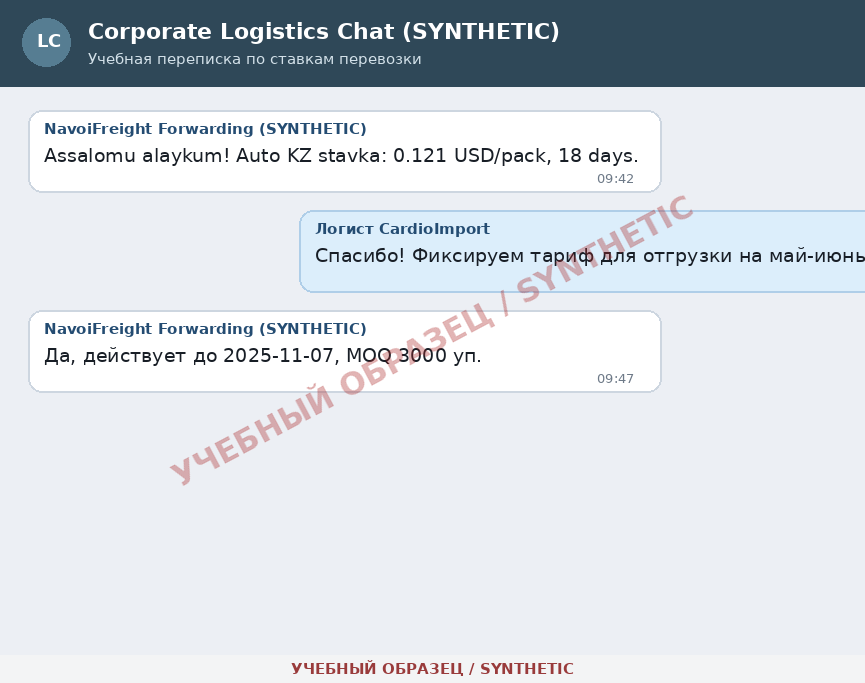 LC
Corporate Logistics Chat (SYNTHETIC)
Учебная переписка по ставкам перевозки
NavoiFreight Forwarding (SYNTHETIC)
Assalomu alaykum! Auto KZ stavka: 0.121 USD/pack, 18 days.
09:42
Логист CardioImport
Спасибо! Фиксируем тариф для отгрузки на май-июнь
NavoiFreight Forwarding (SYNTHETIC)
Да, действует до 2025-11-07, MOQ 3000 уп.
09:47
УЧЕБНЫЙ ОБРАЗЕЦ / SYNTHETIC
УЧЕБНЫЙ ОБРАЗЕЦ / SYNTHETIC